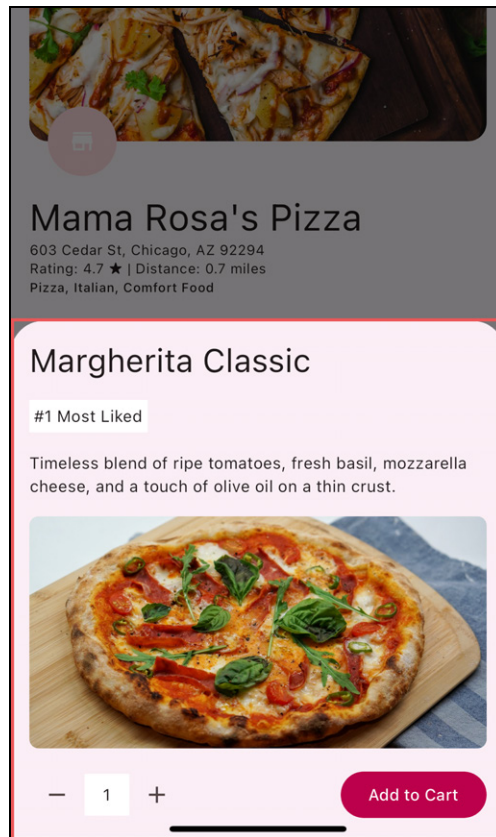 Mama Rosa's Pizza
603 Cedar St, Chicago, AZ 92294
Rating: 4.7 ★ | Distance: 0.7 miles
Pizza, Italian, Comfort Food
Margherita Classic
#1 Most Liked
Timeless blend of ripe tomatoes, fresh basil, mozzarella
cheese, and a touch of olive oil on a thin crust.
− 1 + Add to Cart